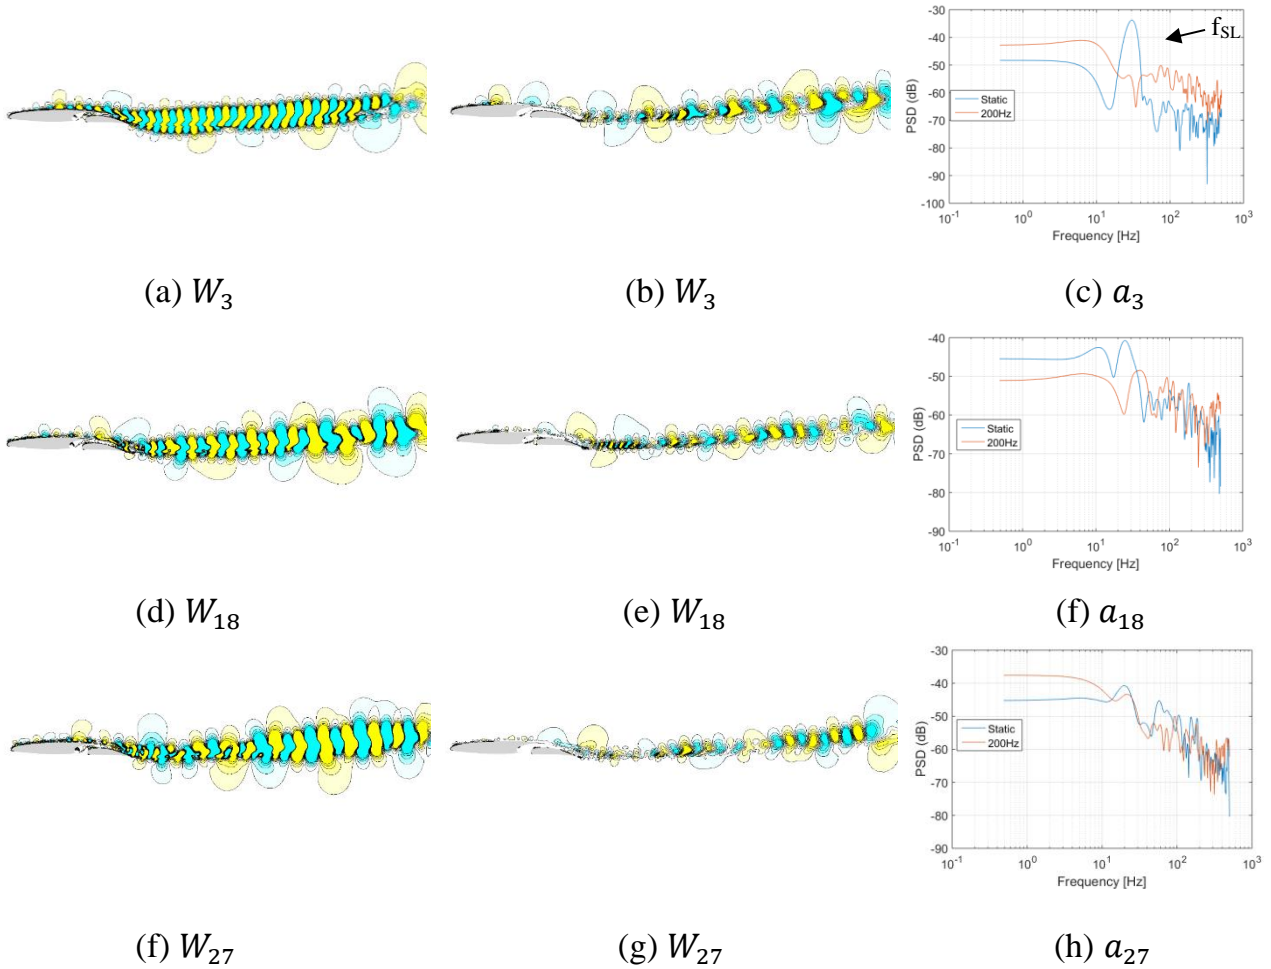 -30
-40
-50
-60
-70
-80
-90
-100
PSD (dB)
f_SL
Static
200Hz
10^-1 10^0 10^1 10^2 10^3
Frequency [Hz]
(a) W_3 (b) W_3 (c) a_3
-40
-50
-60
-70
-80
-90
PSD (dB)
Static
200Hz
10^-1 10^0 10^1 10^2 10^3
Frequency [Hz]
(d) W_18 (e) W_18 (f) a_18
-30
-40
-50
-60
-70
-80
-90
PSD (dB)
Static
200Hz
10^-1 10^0 10^1 10^2 10^3
Frequency [Hz]
(f) W_27 (g) W_27 (h) a_27